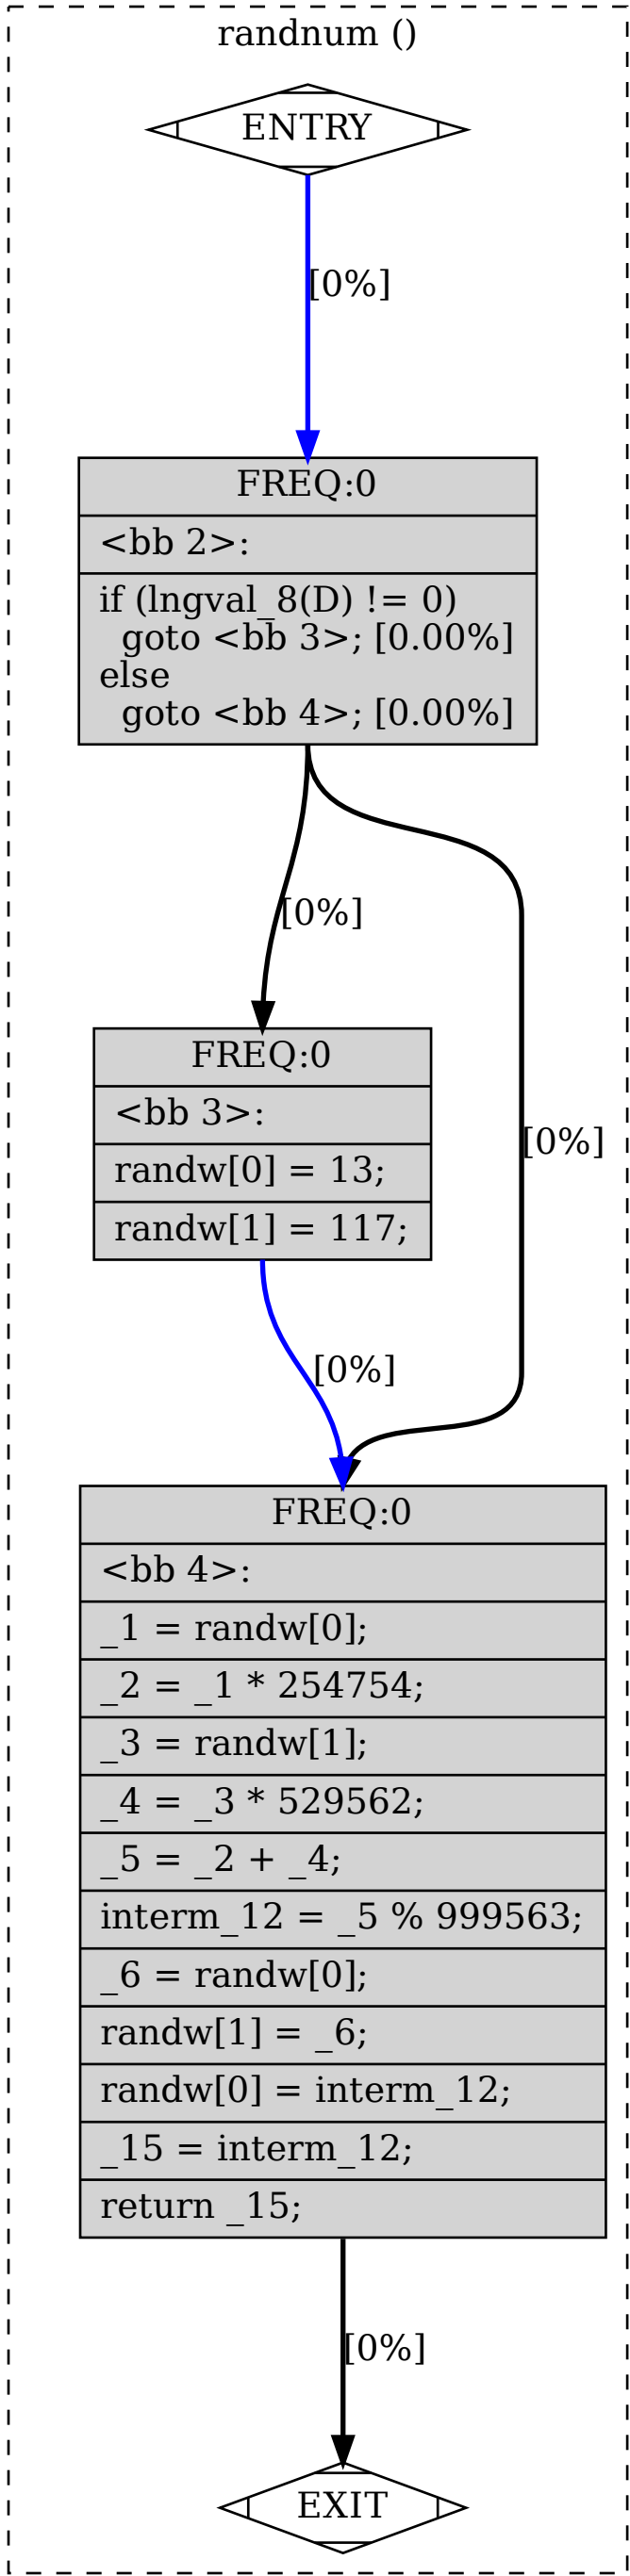 randnum ()
ENTRY
[0%]
FREQ:0
<bb 2>:
if (lngval_8(D) != 0)
goto <bb 3>; [0.00%]
else
goto <bb 4>; [0.00%]
[0%]
FREQ:0
<bb 3>:
randw[0] = 13;
randw[1] = 117;
[0%]
[0%]
FREQ:0
<bb 4>:
_1 = randw[0];
_2 = _1 * 254754;
_3 = randw[1];
_4 = _3 * 529562;
_5 = _2 + _4;
interm_12 = _5 % 999563;
_6 = randw[0];
randw[1] = _6;
randw[0] = interm_12;
_15 = interm_12;
return _15;
[0%]
EXIT